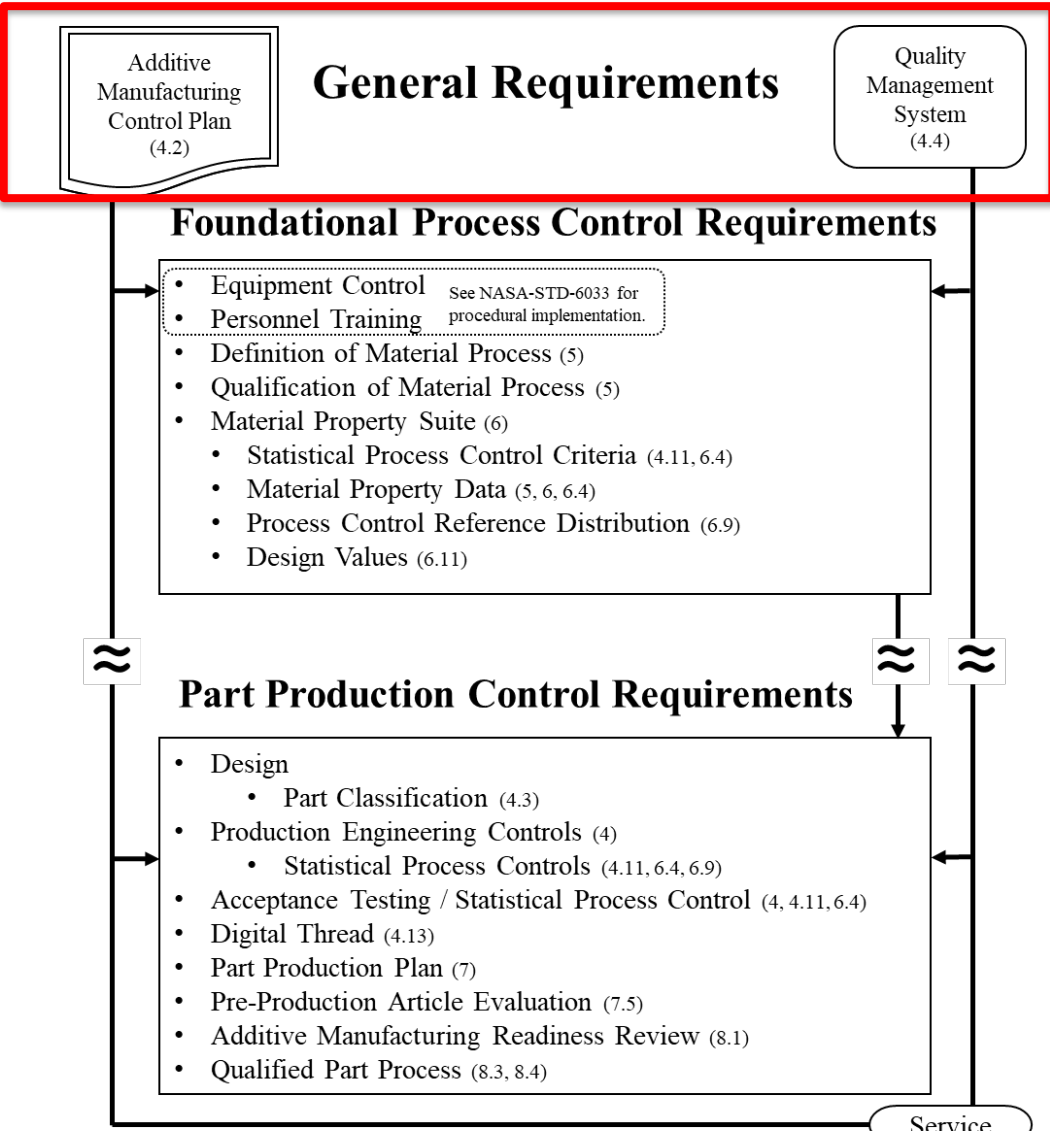 Additive
Manufacturing
Control Plan
(4.2)
General Requirements
Quality
Management
System
(4.4)
Foundational Process Control Requirements
• Equipment Control
• Personnel Training
See NASA-STD-6033 for
procedural implementation.
• Definition of Material Process (5)
• Qualification of Material Process (5)
• Material Property Suite (6)
• Statistical Process Control Criteria (4.11, 6.4)
• Material Property Data (5, 6, 6.4)
• Process Control Reference Distribution (6.9)
• Design Values (6.11)
≈
≈
≈
Part Production Control Requirements
• Design
• Part Classification (4.3)
• Production Engineering Controls (4)
• Statistical Process Controls (4.11, 6.4, 6.9)
• Acceptance Testing / Statistical Process Control (4, 4.11, 6.4)
• Digital Thread (4.13)
• Part Production Plan (7)
• Pre-Production Article Evaluation (7.5)
• Additive Manufacturing Readiness Review (8.1)
• Qualified Part Process (8.3, 8.4)
Service